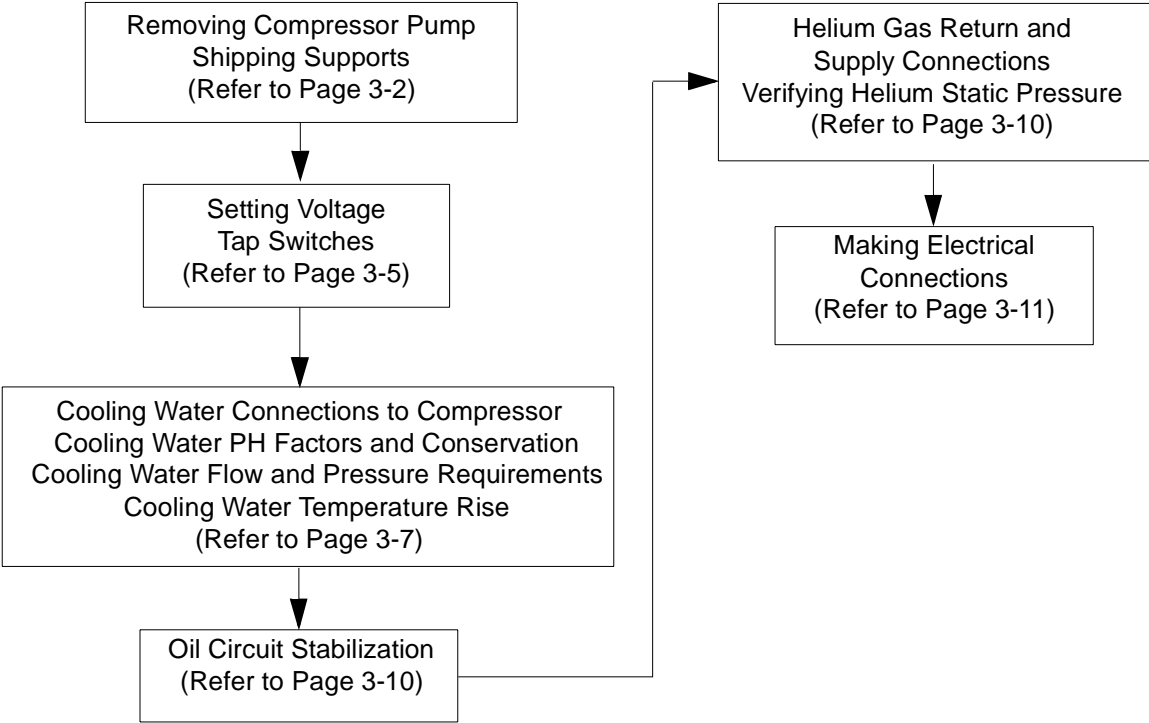 Removing Compressor Pump
Shipping Supports
(Refer to Page 3-2)
Setting Voltage
Tap Switches
(Refer to Page 3-5)
Cooling Water Connections to Compressor
Cooling Water PH Factors and Conservation
Cooling Water Flow and Pressure Requirements
Cooling Water Temperature Rise
(Refer to Page 3-7)
Oil Circuit Stabilization
(Refer to Page 3-10)
Helium Gas Return and
Supply Connections
Verifying Helium Static Pressure
(Refer to Page 3-10)
Making Electrical
Connections
(Refer to Page 3-11)